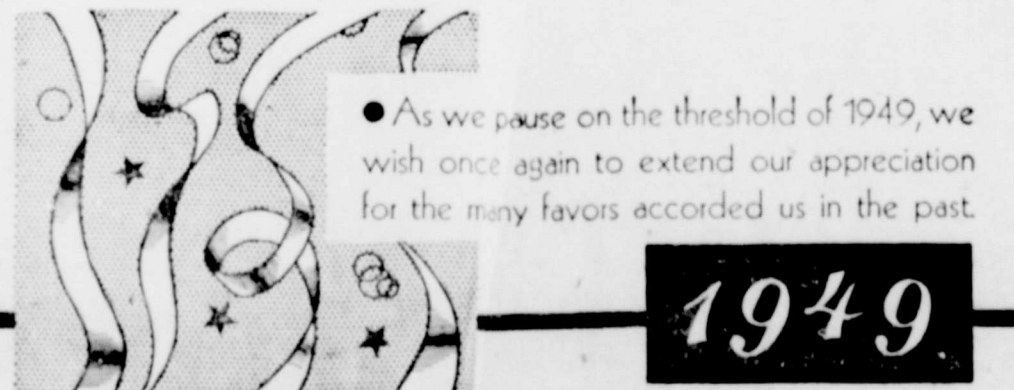 ● As we pause on the threshold of 1949, we
wish once again to extend our appreciation
for the many favors accorded us in the past.
1949